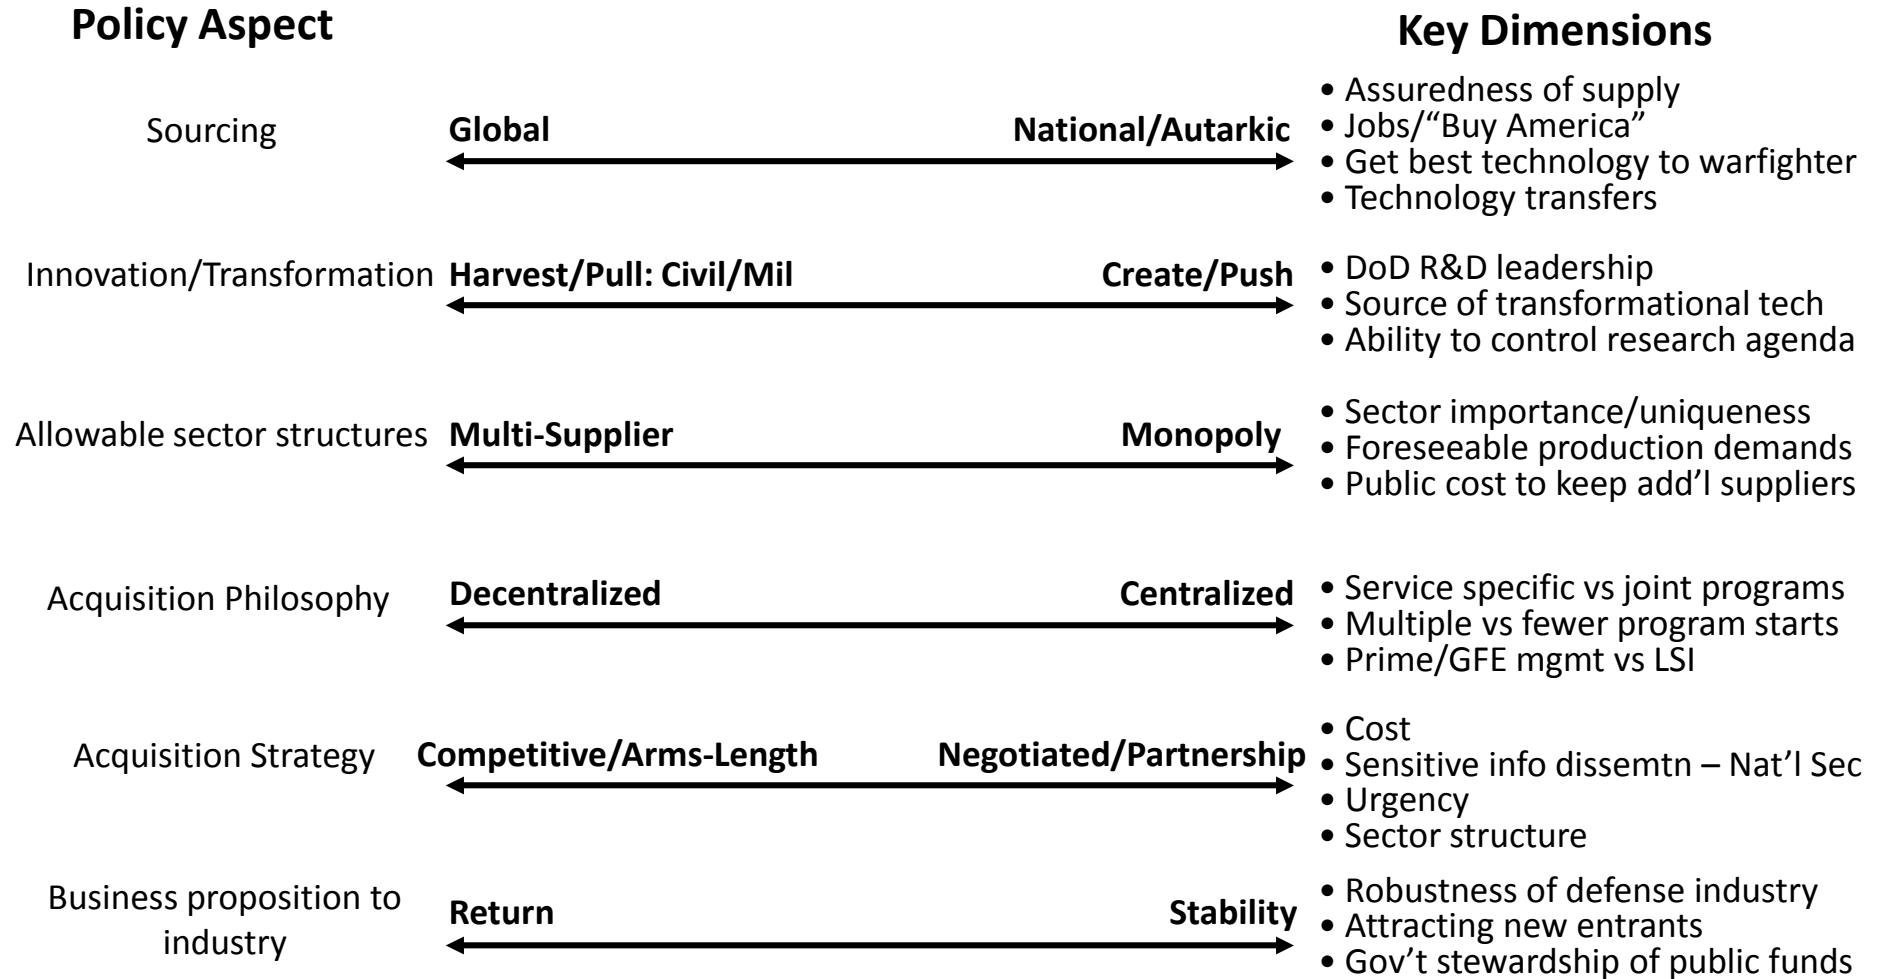 Policy Aspect
Key Dimensions
Sourcing
Global
National/Autarkic
• Assuredness of supply
• Jobs/“Buy America”
• Get best technology to warfighter
• Technology transfers
Innovation/Transformation
Harvest/Pull: Civil/Mil
Create/Push
• DoD R&D leadership
• Source of transformational tech
• Ability to control research agenda
Allowable sector structures
Multi-Supplier
Monopoly
• Sector importance/uniqueness
• Foreseeable production demands
• Public cost to keep add’l suppliers
Acquisition Philosophy
Decentralized
Centralized
• Service specific vs joint programs
• Multiple vs fewer program starts
• Prime/GFE mgmt vs LSI
Acquisition Strategy
Competitive/Arms-Length
Negotiated/Partnership
• Cost
• Sensitive info dissemtn – Nat’l Sec
• Urgency
• Sector structure
Business proposition to
industry
Return
Stability
• Robustness of defense industry
• Attracting new entrants
• Gov’t stewardship of public funds